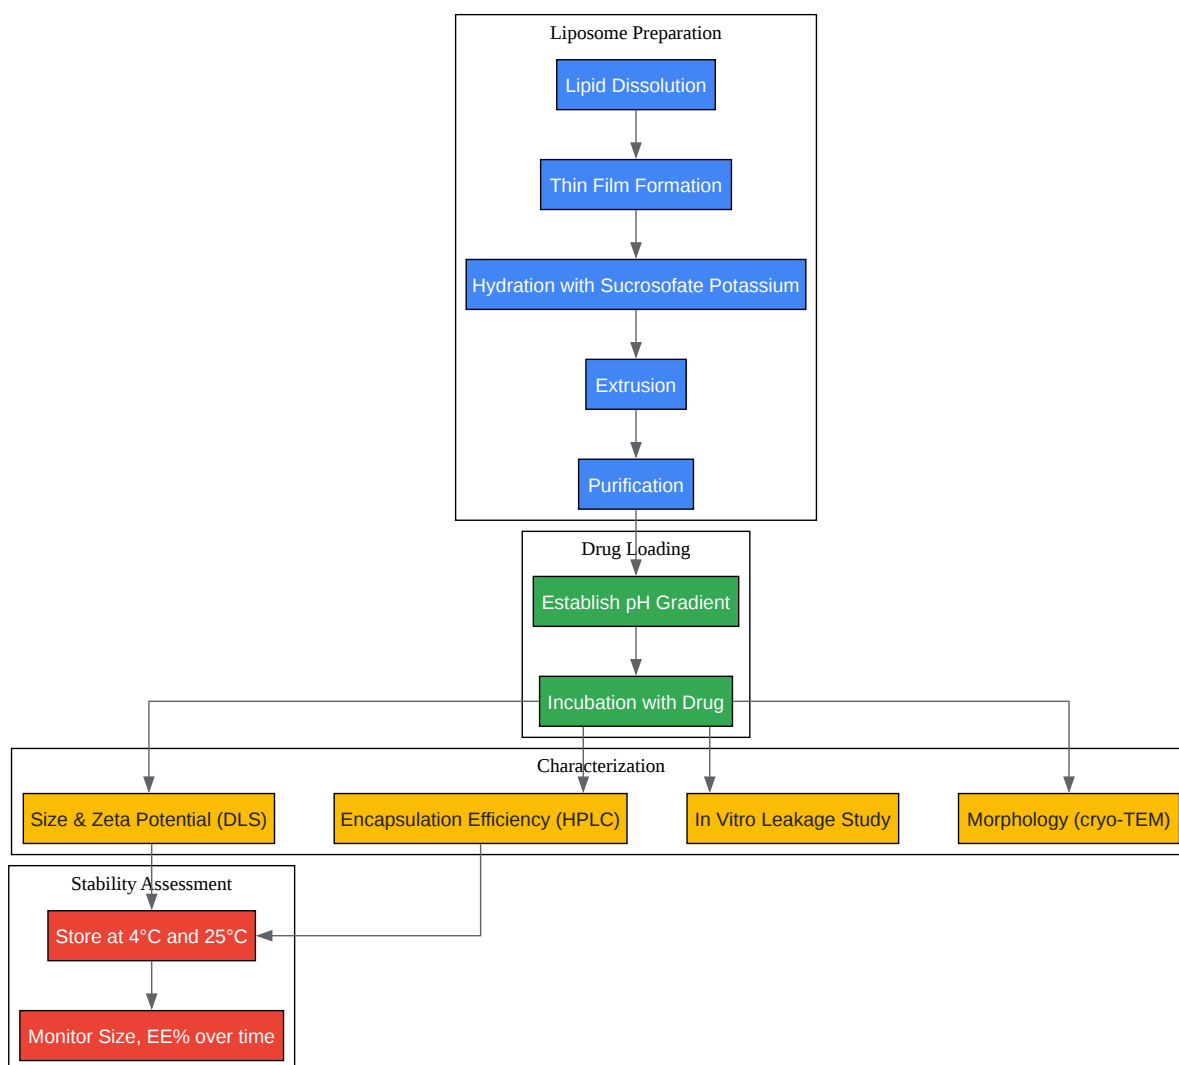 Liposome Preparation
Lipid Dissolution
Thin Film Formation
Hydration with Sucrosofate Potassium
Extrusion
Purification
Drug Loading
Establish pH Gradient
Incubation with Drug
Characterization
Size & Zeta Potential (DLS)
Encapsulation Efficiency (HPLC)
In Vitro Leakage Study
Morphology (cryo-TEM)
Stability Assessment
Store at 4°C and 25°C
Monitor Size, EE% over time